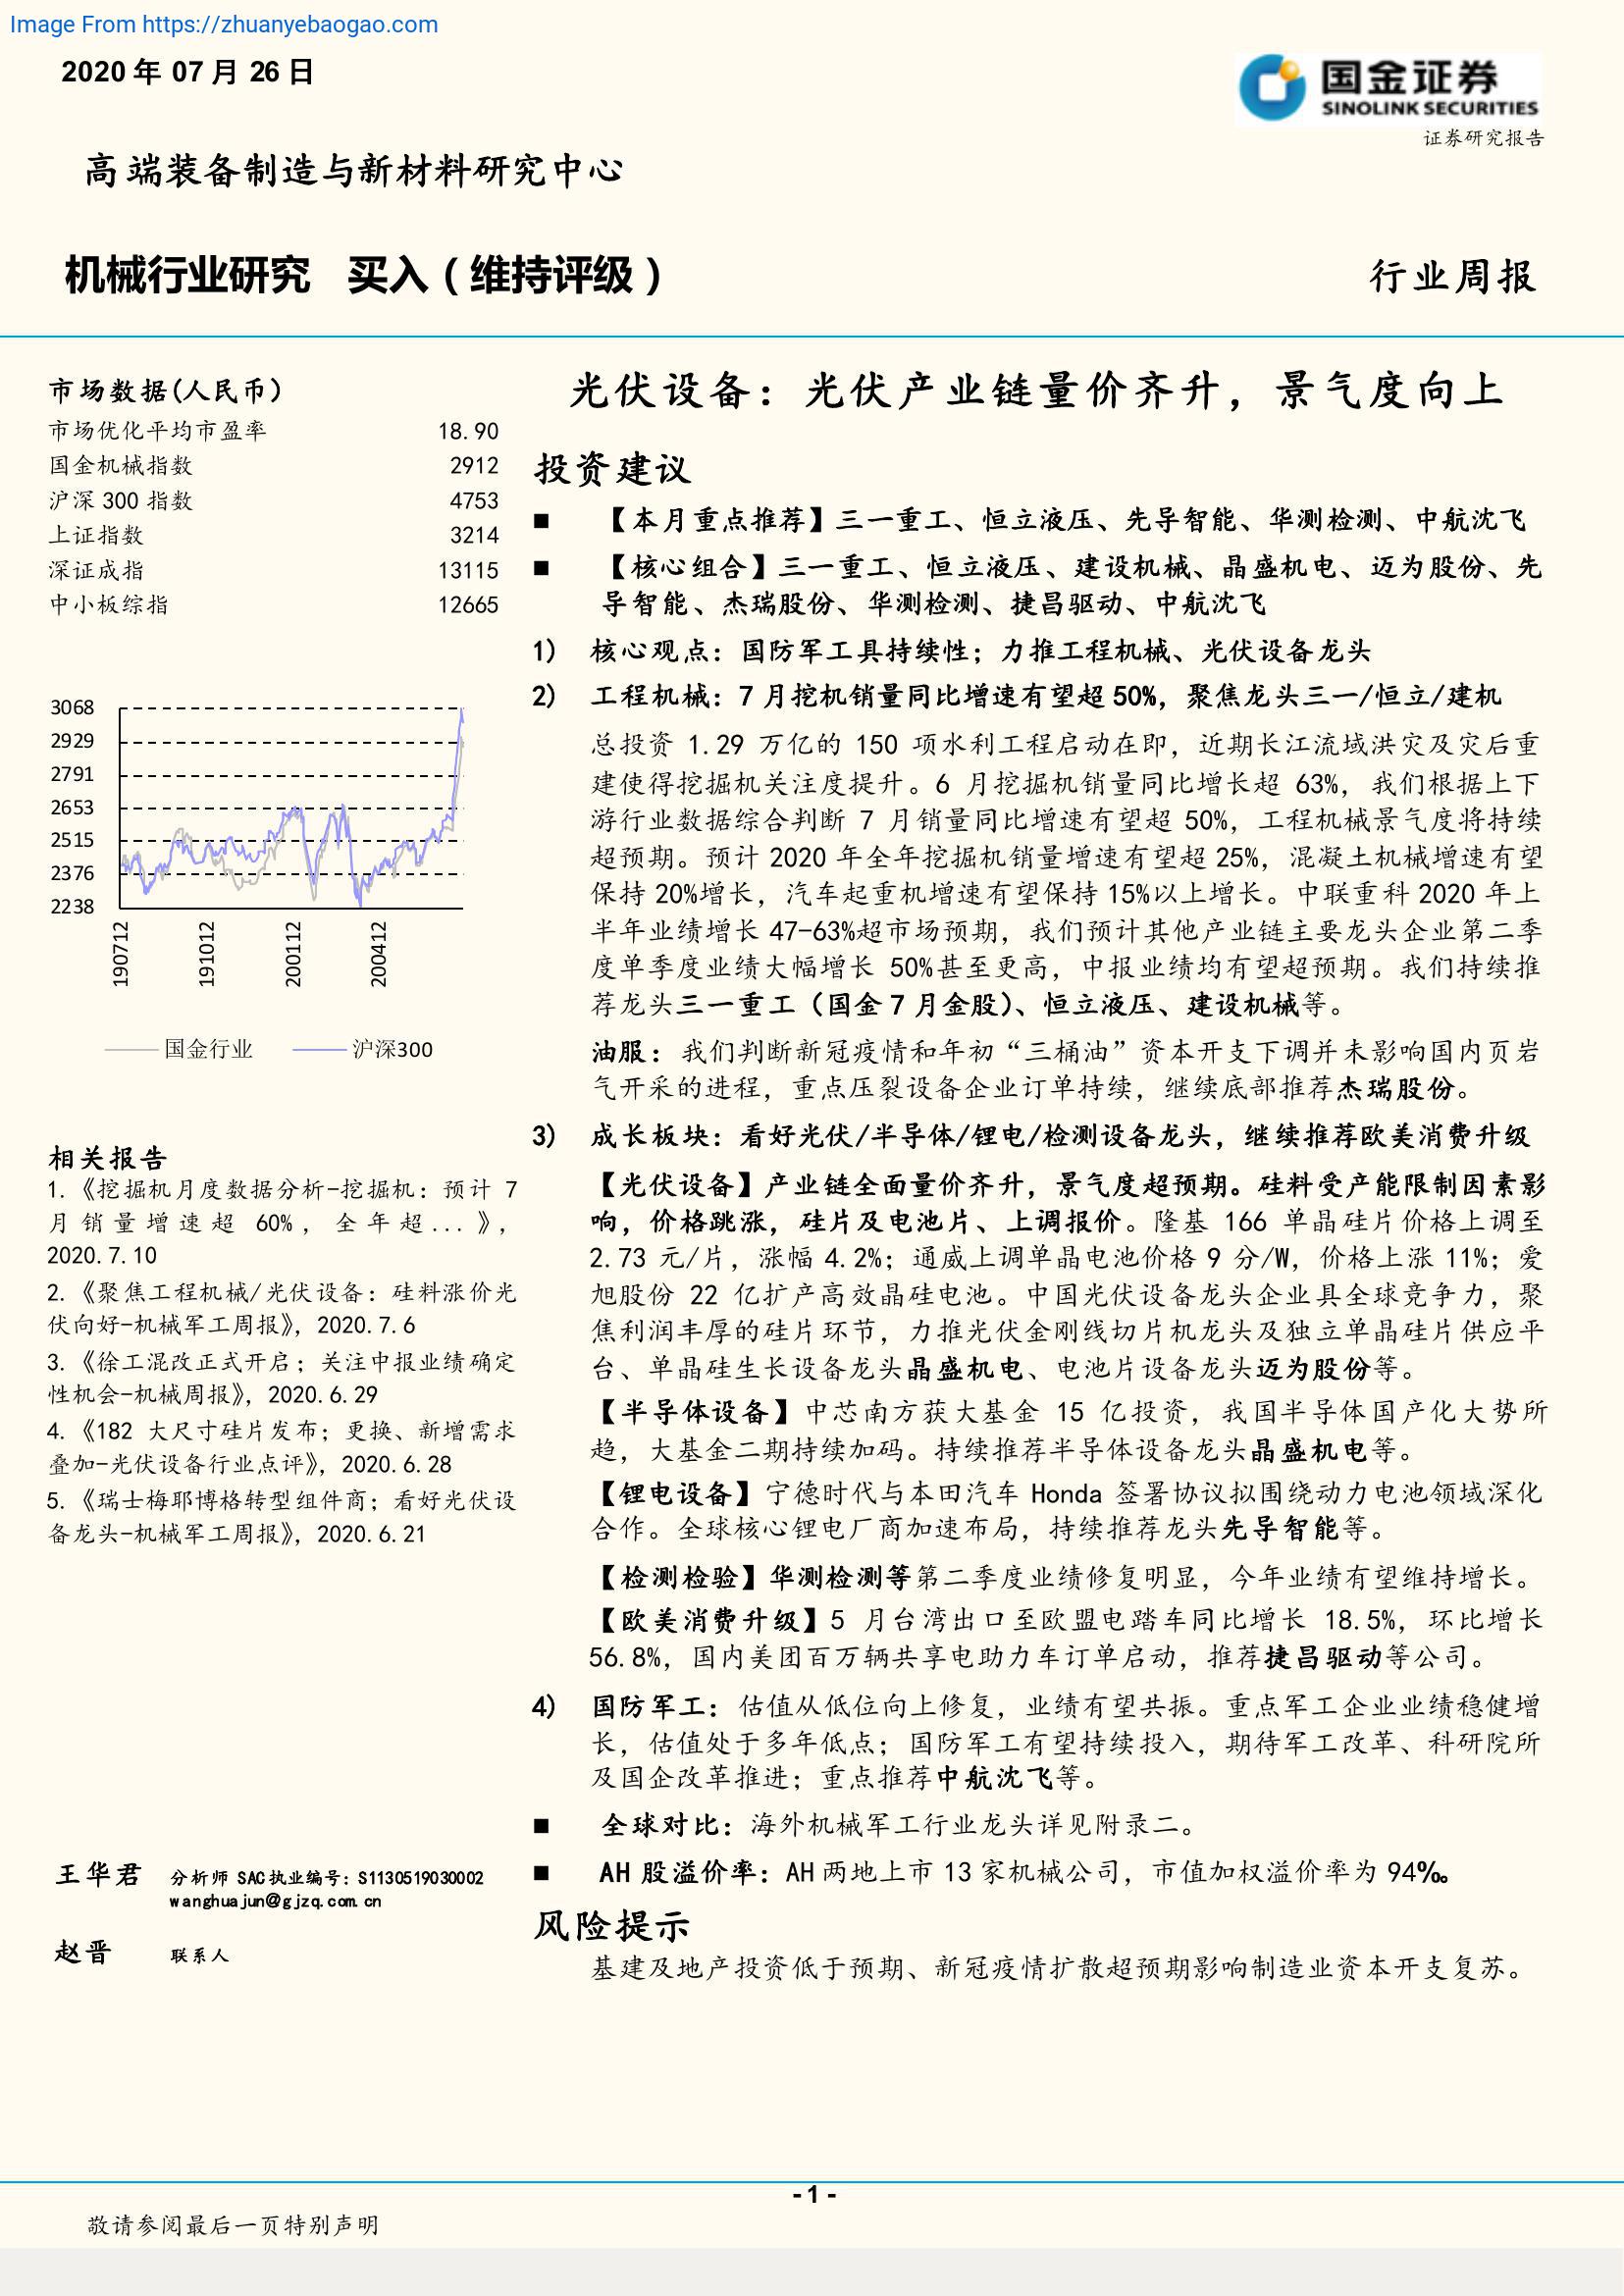 Image From https://zhuanyebaogao.com
2020 年 07 月 26 日
国金证券
SINOLINK SECURITIES
证券研究报告
高端装备制造与新材料研究中心
机械行业研究 买入（维持评级）
行业周报
市场数据(人民币)
市场优化平均市盈率 18.90
国金机械指数 2912
沪深 300 指数 4753
上证指数 3214
深证成指 13115
中小板综指 12665
3068
2929
2791
2653
2515
2376
2238
190712
191012
200112
200412
国金行业 沪深300
相关报告
1.《挖掘机月度数据分析-挖掘机：预计 7
月销量增速超 60%，全年超...》，
2020.7.10
2.《聚焦工程机械/光伏设备：硅料涨价光
伏向好-机械军工周报》，2020.7.6
3.《徐工混改正式开启；关注中报业绩确定
性机会-机械周报》，2020.6.29
4.《182 大尺寸硅片发布；更换、新增需求
叠加-光伏设备行业点评》，2020.6.28
5.《瑞士梅耶博格转型组件商；看好光伏设
备龙头-机械军工周报》，2020.6.21
王华君 分析师 SAC 执业编号：S1130519030002
wanghuajun@gjzq.com.cn
赵晋 联系人
光伏设备：光伏产业链量价齐升，景气度向上
投资建议
■ 【本月重点推荐】三一重工、恒立液压、先导智能、华测检测、中航沈飞
■ 【核心组合】三一重工、恒立液压、建设机械、晶盛机电、迈为股份、先
导智能、杰瑞股份、华测检测、捷昌驱动、中航沈飞
1) 核心观点：国防军工具持续性；力推工程机械、光伏设备龙头
2) 工程机械：7 月挖机销量同比增速有望超 50%，聚焦龙头三一/恒立/建机
总投资 1.29 万亿的 150 项水利工程启动在即，近期长江流域洪灾及灾后重
建使得挖掘机关注度提升。6 月挖掘机销量同比增长超 63%，我们根据上下
游行业数据综合判断 7 月销量同比增速有望超 50%，工程机械景气度将持续
超预期。预计 2020 年全年挖掘机销量增速有望超 25%，混凝土机械增速有望
保持 20%增长，汽车起重机增速有望保持 15%以上增长。中联重科 2020 年上
半年业绩增长 47-63%超市场预期，我们预计其他产业链主要龙头企业第二季
度单季度业绩大幅增长 50%甚至更高，中报业绩均有望超预期。我们持续推
荐龙头三一重工（国金 7 月金股）、恒立液压、建设机械等。
油服：我们判断新冠疫情和年初“三桶油”资本开支下调并未影响国内页岩
气开采的进程，重点压裂设备企业订单持续，继续底部推荐杰瑞股份。
3) 成长板块：看好光伏/半导体/锂电/检测设备龙头，继续推荐欧美消费升级
【光伏设备】产业链全面量价齐升，景气度超预期。硅料受产能限制因素影
响，价格跳涨，硅片及电池片、上调报价。隆基 166 单晶硅片价格上调至
2.73 元/片，涨幅 4.2%；通威上调单晶电池价格 9 分/W，价格上涨 11%；爱
旭股份 22 亿扩产高效晶硅电池。中国光伏设备龙头企业具全球竞争力，聚
焦利润丰厚的硅片环节，力推光伏金刚线切片机龙头及独立单晶硅片供应平
台、单晶硅生长设备龙头晶盛机电、电池片设备龙头迈为股份等。
【半导体设备】中芯南方获大基金 15 亿投资，我国半导体国产化大势所
趋，大基金二期持续加码。持续推荐半导体设备龙头晶盛机电等。
【锂电设备】宁德时代与本田汽车 Honda 签署协议拟围绕动力电池领域深化
合作。全球核心锂电厂商加速布局，持续推荐龙头先导智能等。
【检测检验】华测检测等第二季度业绩修复明显，今年业绩有望维持增长。
【欧美消费升级】5 月台湾出口至欧盟电踏车同比增长 18.5%，环比增长
56.8%，国内美团百万辆共享电助力车订单启动，推荐捷昌驱动等公司。
4) 国防军工：估值从低位向上修复，业绩有望共振。重点军工企业业绩稳健增
长，估值处于多年低点；国防军工有望持续投入，期待军工改革、科研院所
及国企改革推进；重点推荐中航沈飞等。
■ 全球对比：海外机械军工行业龙头详见附录二。
■ AH 股溢价率：AH 两地上市 13 家机械公司，市值加权溢价率为 94%。
风险提示
基建及地产投资低于预期、新冠疫情扩散超预期影响制造业资本开支复苏。
- 1 -
敬请参阅最后一页特别声明